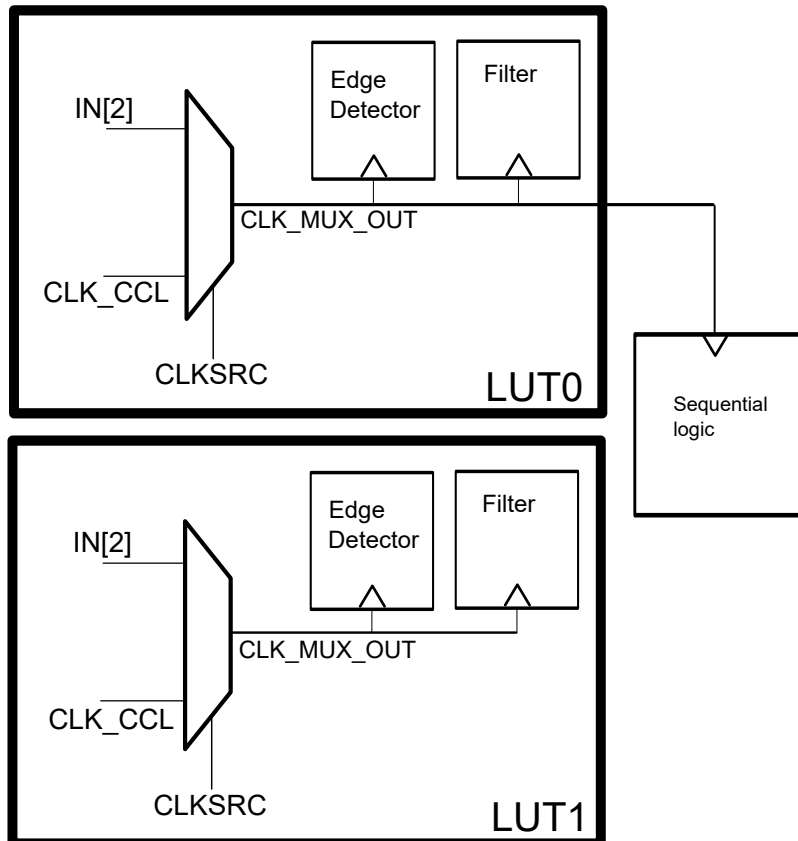 IN[2]
Edge
Detector
Filter
CLK_MUX_OUT
CLK_CCL
CLKSRC
LUT0
Sequential
logic
IN[2]
Edge
Detector
Filter
CLK_MUX_OUT
CLK_CCL
CLKSRC
LUT1